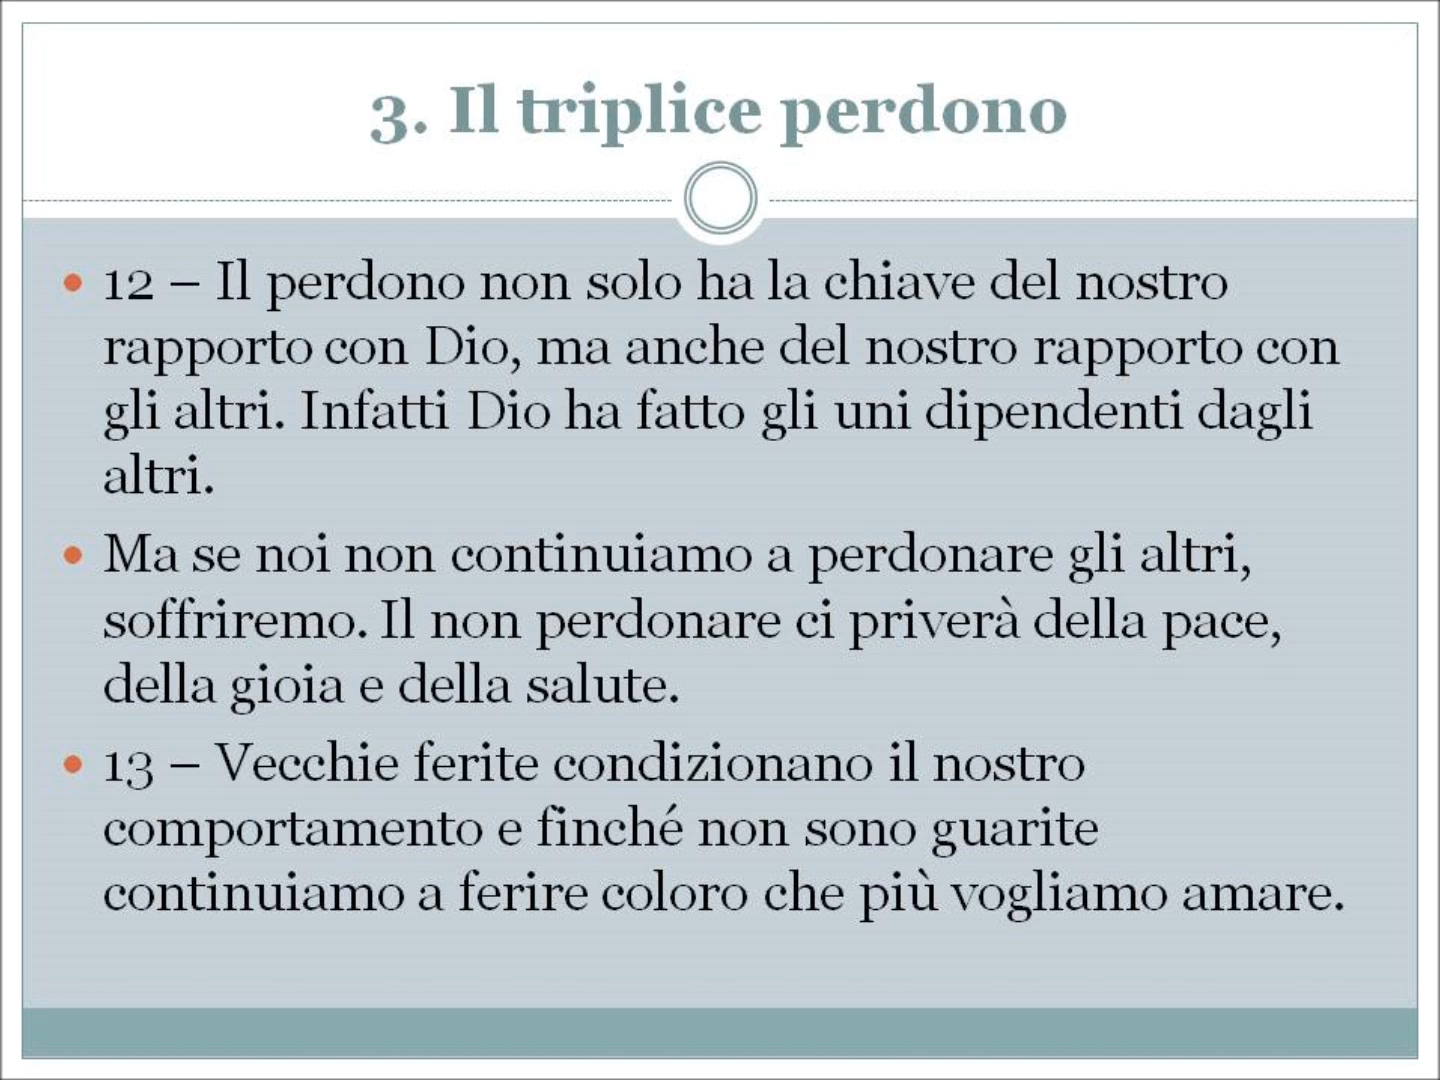 3. Il triplice perdono
• 12 – Il perdono non solo ha la chiave del nostro
rapporto con Dio, ma anche del nostro rapporto con
gli altri. Infatti Dio ha fatto gli uni dipendenti dagli
altri.
• Ma se noi non continuiamo a perdonare gli altri,
soffriremo. Il non perdonare ci priverà della pace,
della gioia e della salute.
• 13 – Vecchie ferite condizionano il nostro
comportamento e finché non sono guarite
continuiamo a ferire coloro che più vogliamo amare.